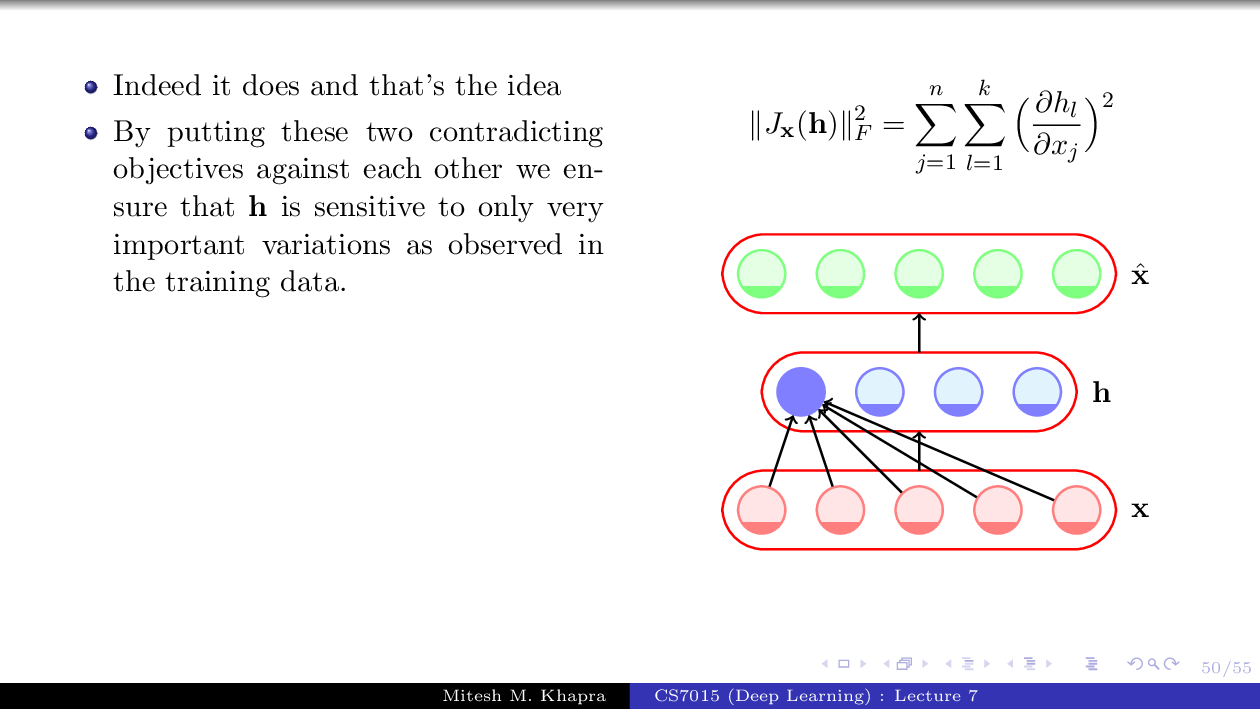 Indeed it does and that's the idea
By putting these two contradicting
objectives against each other we en-
sure that h is sensitive to only very
important variations as observed in
the training data.
‖J_x(h)‖²_F = ∑_{j=1}^{n} ∑_{l=1}^{k} (∂h_l/∂x_j)²
x̂
h
x
50/55
Mitesh M. Khapra
CS7015 (Deep Learning) : Lecture 7